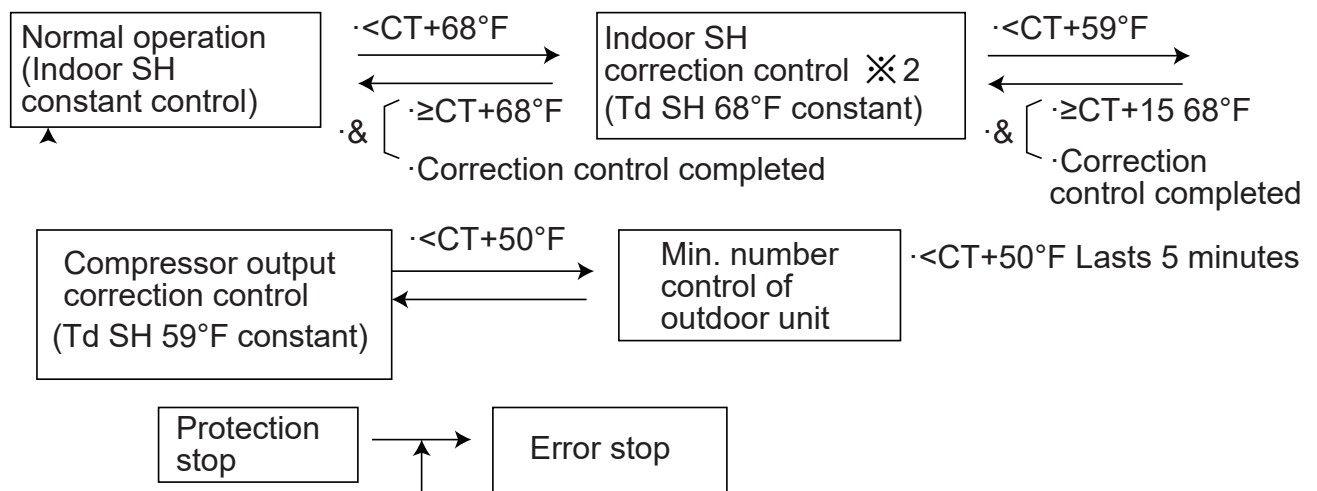 Normal operation
(Indoor SH
constant control)
·<CT+68°F
·& ·≥CT+68°F
·Correction control completed
Indoor SH
correction control ※2
(Td SH 68°F constant)
·<CT+59°F
·& ·≥CT+15 68°F
·Correction
control completed
Compressor output
correction control
(Td SH 59°F constant)
·<CT+50°F
Min. number
control of
outdoor unit
·<CT+50°F Lasts 5 minutes
Protection
stop
Error stop